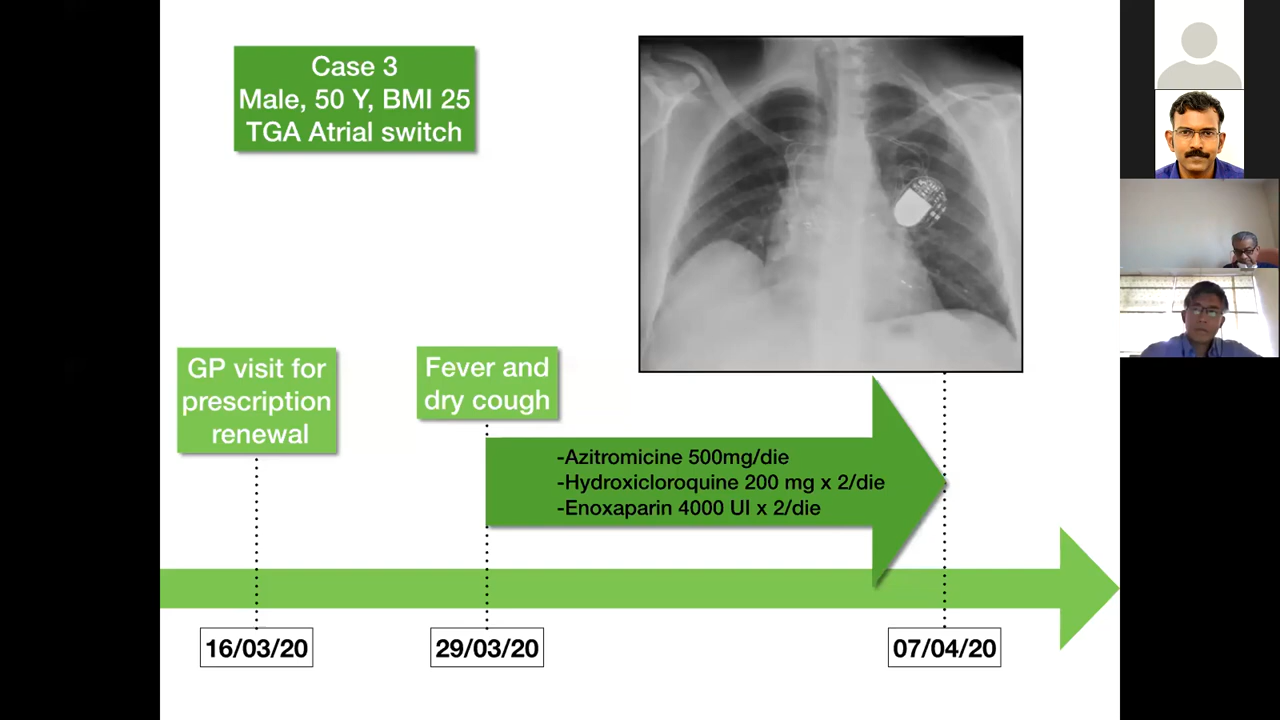 Case 3
Male, 50 Y, BMI 25
TGA Atrial switch
GP visit for
prescription
renewal
Fever and
dry cough
-Azitromicine 500mg/die
-Hydroxicloroquine 200 mg x 2/die
-Enoxaparin 4000 UI x 2/die
16/03/20
29/03/20
07/04/20